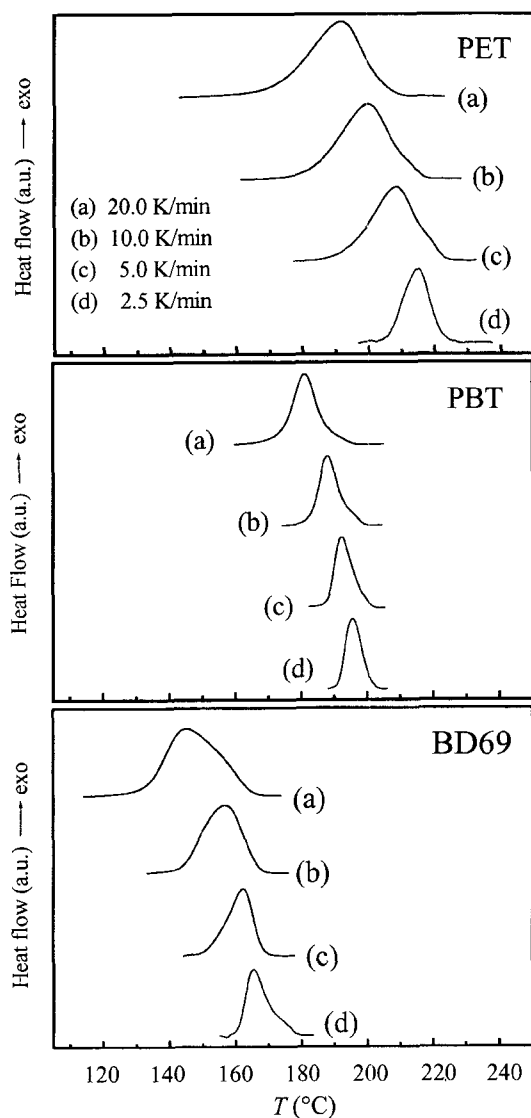 PET
Heat flow (a.u.) → exo
(a)
(b)
(c)
(d)
(a) 20.0 K/min
(b) 10.0 K/min
(c) 5.0 K/min
(d) 2.5 K/min
PBT
Heat Flow (a.u.) → exo
(a)
(b)
(c)
(d)
BD69
Heat flow (a.u.) → exo
(a)
(b)
(c)
(d)
120 140 160 180 200 220 240
T (°C)